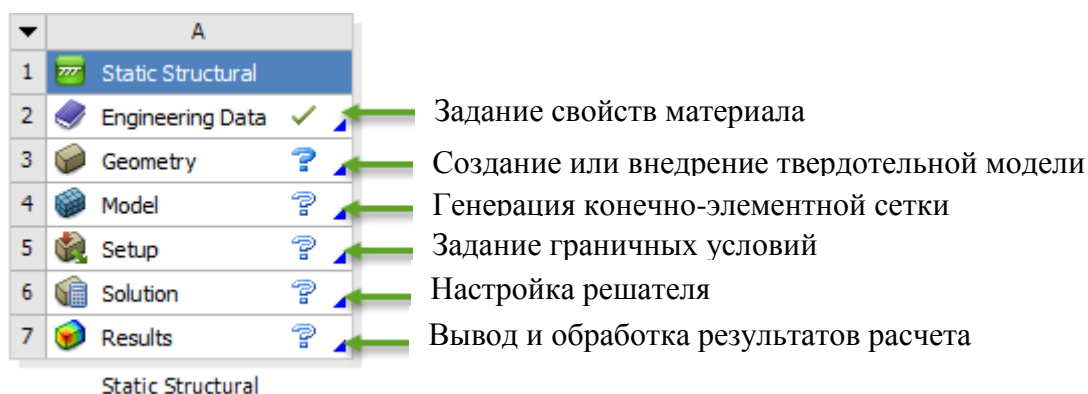 A
1 Static Structural
2 Engineering Data Задание свойств материала
3 Geometry Создание или внедрение твердотельной модели
4 Model Генерация конечно-элементной сетки
5 Setup Задание граничных условий
6 Solution Настройка решателя
7 Results Вывод и обработка результатов расчета
Static Structural